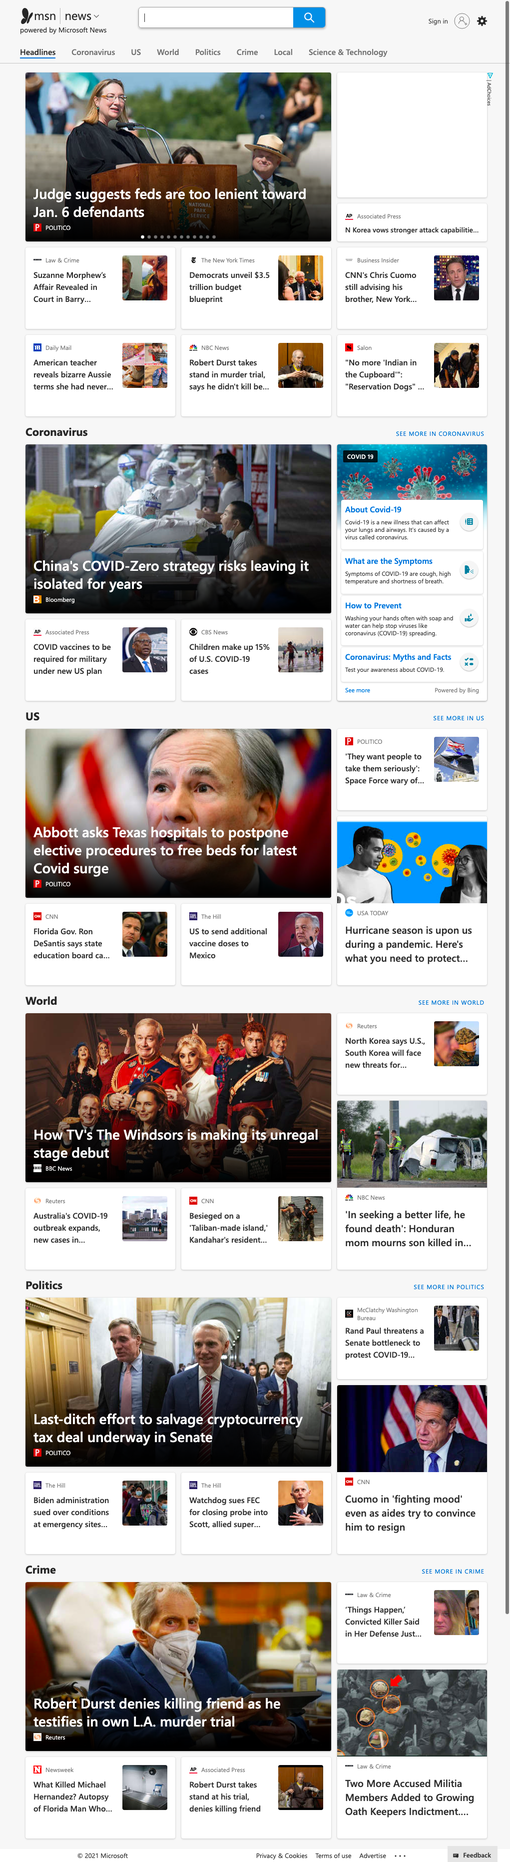 msn | news
powered by Microsoft News
Sign in
Headlines Coronavirus US World Politics Crime Local Science & Technology
AdChoices
Judge suggests feds are too lenient toward
Jan. 6 defendants
POLITICO
Associated Press
N Korea vows stronger attack capabilitie...
Law & Crime
Suzanne Morphew's
Affair Revealed in
Court in Barry...
The New York Times
Democrats unveil $3.5
trillion budget
blueprint
Business Insider
CNN's Chris Cuomo
still advising his
brother, New York...
Daily Mail
American teacher
reveals bizarre Aussie
terms she had never...
NBC News
Robert Durst takes
stand in murder trial,
says he didn't kill be...
Salon
"No more 'Indian in
the Cupboard'":
"Reservation Dogs" ...
Coronavirus
SEE MORE IN CORONAVIRUS
China's COVID-Zero strategy risks leaving it
isolated for years
Bloomberg
COVID 19
About Covid-19
Covid-19 is a new illness that can affect
your lungs and airways. It's caused by a
virus called coronavirus.
What are the Symptoms
Symptoms of COVID-19 are cough, high
temperature and shortness of breath.
How to Prevent
Washing your hands often with soap and
water can help stop viruses like
coronavirus (COVID-19) spreading.
Coronavirus: Myths and Facts
Test your awareness about COVID-19.
See more
Powered by Bing
AP Associated Press
COVID vaccines to be
required for military
under new US plan
CBS News
Children make up 15%
of U.S. COVID-19
cases
US
SEE MORE IN US
Abbott asks Texas hospitals to postpone
elective procedures to free beds for latest
Covid surge
POLITICO
POLITICO
'They want people to
take them seriously':
Space Force wary of...
USA TODAY
Hurricane season is upon us
during a pandemic. Here's
what you need to protect...
CNN
Florida Gov. Ron
DeSantis says state
education board ca...
The Hill
US to send additional
vaccine doses to
Mexico
World
SEE MORE IN WORLD
How TV's The Windsors is making its unregal
stage debut
BBC News
Reuters
North Korea says U.S.,
South Korea will face
new threats for...
NBC News
'In seeking a better life, he
found death': Honduran
mom mourns son killed in...
Reuters
Australia's COVID-19
outbreak expands,
new cases in...
CNN
Besieged on a
'Taliban-made island,'
Kandahar's resident...
Politics
SEE MORE IN POLITICS
Last-ditch effort to salvage cryptocurrency
tax deal underway in Senate
POLITICO
McClatchy Washington
Bureau
Rand Paul threatens a
Senate bottleneck to
protest COVID-19...
CNN
Cuomo in 'fighting mood'
even as aides try to convince
him to resign
The Hill
Biden administration
sued over conditions
at emergency sites...
The Hill
Watchdog sues FEC
for closing probe into
Scott, allied super...
Crime
SEE MORE IN CRIME
Robert Durst denies killing friend as he
testifies in own L.A. murder trial
Reuters
Law & Crime
'Things Happen,'
Convicted Killer Said
in Her Defense Just...
Law & Crime
Two More Accused Militia
Members Added to Growing
Oath Keepers Indictment....
Newsweek
What Killed Michael
Hernandez? Autopsy
of Florida Man Who...
AP Associated Press
Robert Durst takes
stand at his trial,
denies killing friend
© 2021 Microsoft
Privacy & Cookies Terms of use Advertise ...
Feedback